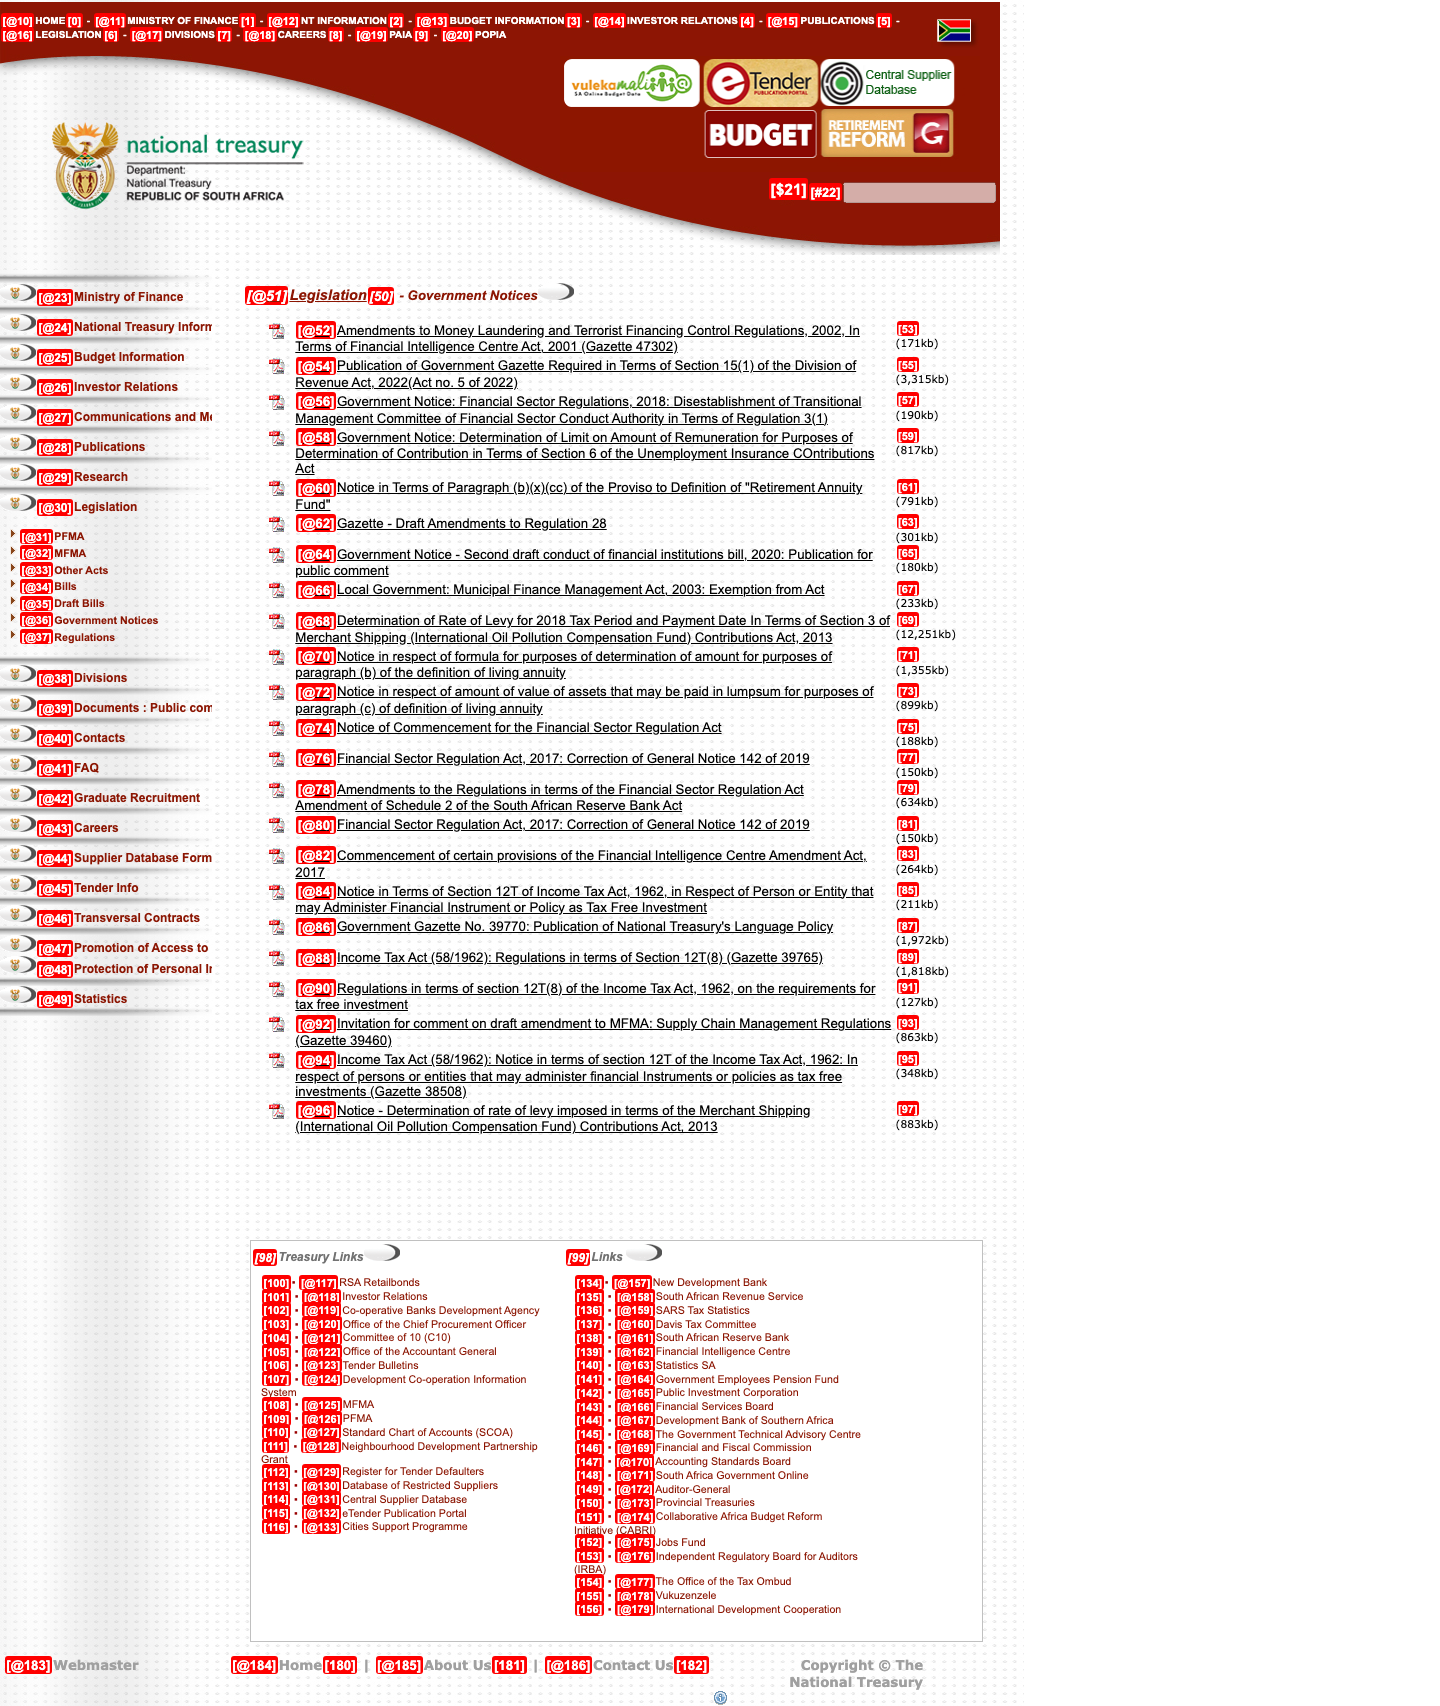 [@10] HOME [0] - [@11] MINISTRY OF FINANCE [1] - [@12] NT INFORMATION [2] - [@13] BUDGET INFORMATION [3] - [@14] INVESTOR RELATIONS [4] - [@15] PUBLICATIONS [5] -
[@16] LEGISLATION [6] - [@17] DIVISIONS [7] - [@18] CAREERS [8] - [@19] PAIA [9] - [@20] POPIA
vulekamali
SA Online Budget Data
eTender
PUBLICATION PORTAL
Central Supplier
Database
BUDGET
RETIREMENT
REFORM
national treasury
Department:
National Treasury
REPUBLIC OF SOUTH AFRICA
[$21] [#22]
[@23]Ministry of Finance
[@24]National Treasury Inform
[@25]Budget Information
[@26]Investor Relations
[@27]Communications and Me
[@28]Publications
[@29]Research
[@30]Legislation
[@31]PFMA
[@32]MFMA
[@33]Other Acts
[@34]Bills
[@35]Draft Bills
[@36]Government Notices
[@37]Regulations
[@38]Divisions
[@39]Documents : Public com
[@40]Contacts
[@41]FAQ
[@42]Graduate Recruitment
[@43]Careers
[@44]Supplier Database Form
[@45]Tender Info
[@46]Transversal Contracts
[@47]Promotion of Access to
[@48]Protection of Personal Ir
[@49]Statistics
[@51]Legislation[50] - Government Notices
[@52]Amendments to Money Laundering and Terrorist Financing Control Regulations, 2002, In [53]
Terms of Financial Intelligence Centre Act, 2001 (Gazette 47302) (171kb)
[@54]Publication of Government Gazette Required in Terms of Section 15(1) of the Division of [55]
Revenue Act, 2022(Act no. 5 of 2022) (3,315kb)
[@56]Government Notice: Financial Sector Regulations, 2018: Disestablishment of Transitional [57]
Management Committee of Financial Sector Conduct Authority in Terms of Regulation 3(1) (190kb)
[@58]Government Notice: Determination of Limit on Amount of Remuneration for Purposes of [59]
Determination of Contribution in Terms of Section 6 of the Unemployment Insurance COntributions (817kb)
Act
[@60]Notice in Terms of Paragraph (b)(x)(cc) of the Proviso to Definition of "Retirement Annuity [61]
Fund" (791kb)
[@62]Gazette - Draft Amendments to Regulation 28 [63]
(301kb)
[@64]Government Notice - Second draft conduct of financial institutions bill, 2020: Publication for [65]
public comment (180kb)
[@66]Local Government: Municipal Finance Management Act, 2003: Exemption from Act [67]
(233kb)
[@68]Determination of Rate of Levy for 2018 Tax Period and Payment Date In Terms of Section 3 of [69]
Merchant Shipping (International Oil Pollution Compensation Fund) Contributions Act, 2013 (12,251kb)
[@70]Notice in respect of formula for purposes of determination of amount for purposes of [71]
paragraph (b) of the definition of living annuity (1,355kb)
[@72]Notice in respect of amount of value of assets that may be paid in lumpsum for purposes of [73]
paragraph (c) of definition of living annuity (899kb)
[@74]Notice of Commencement for the Financial Sector Regulation Act [75]
(188kb)
[@76]Financial Sector Regulation Act, 2017: Correction of General Notice 142 of 2019 [77]
(150kb)
[@78]Amendments to the Regulations in terms of the Financial Sector Regulation Act [79]
Amendment of Schedule 2 of the South African Reserve Bank Act (634kb)
[@80]Financial Sector Regulation Act, 2017: Correction of General Notice 142 of 2019 [81]
(150kb)
[@82]Commencement of certain provisions of the Financial Intelligence Centre Amendment Act, [83]
2017 (264kb)
[@84]Notice in Terms of Section 12T of Income Tax Act, 1962, in Respect of Person or Entity that [85]
may Administer Financial Instrument or Policy as Tax Free Investment (211kb)
[@86]Government Gazette No. 39770: Publication of National Treasury's Language Policy [87]
(1,972kb)
[@88]Income Tax Act (58/1962): Regulations in terms of Section 12T(8) (Gazette 39765) [89]
(1,818kb)
[@90]Regulations in terms of section 12T(8) of the Income Tax Act, 1962, on the requirements for [91]
tax free investment (127kb)
[@92]Invitation for comment on draft amendment to MFMA: Supply Chain Management Regulations [93]
(Gazette 39460) (863kb)
[@94]Income Tax Act (58/1962): Notice in terms of section 12T of the Income Tax Act, 1962: In [95]
respect of persons or entities that may administer financial Instruments or policies as tax free (348kb)
investments (Gazette 38508)
[@96]Notice - Determination of rate of levy imposed in terms of the Merchant Shipping [97]
(International Oil Pollution Compensation Fund) Contributions Act, 2013 (883kb)
[98]Treasury Links
[100]• [@117]RSA Retailbonds
[101] • [@118]Investor Relations
[102] • [@119]Co-operative Banks Development Agency
[103] • [@120]Office of the Chief Procurement Officer
[104] • [@121]Committee of 10 (C10)
[105] • [@122]Office of the Accountant General
[106] • [@123]Tender Bulletins
[107] • [@124]Development Co-operation Information
System
[108] • [@125]MFMA
[109] • [@126]PFMA
[110] • [@127]Standard Chart of Accounts (SCOA)
[111] • [@128]Neighbourhood Development Partnership
Grant
[112] • [@129]Register for Tender Defaulters
[113] • [@130]Database of Restricted Suppliers
[114] • [@131]Central Supplier Database
[115] • [@132]eTender Publication Portal
[116] • [@133]Cities Support Programme
[99]Links
[134]• [@157]New Development Bank
[135] • [@158]South African Revenue Service
[136] • [@159]SARS Tax Statistics
[137] • [@160]Davis Tax Committee
[138] • [@161]South African Reserve Bank
[139] • [@162]Financial Intelligence Centre
[140] • [@163]Statistics SA
[141] • [@164]Government Employees Pension Fund
[142] • [@165]Public Investment Corporation
[143] • [@166]Financial Services Board
[144] • [@167]Development Bank of Southern Africa
[145] • [@168]The Government Technical Advisory Centre
[146] • [@169]Financial and Fiscal Commission
[147] • [@170]Accounting Standards Board
[148] • [@171]South Africa Government Online
[149] • [@172]Auditor-General
[150] • [@173]Provincial Treasuries
[151] • [@174]Collaborative Africa Budget Reform
Initiative (CABRI)
[152] • [@175]Jobs Fund
[153] • [@176]Independent Regulatory Board for Auditors
(IRBA)
[154] • [@177]The Office of the Tax Ombud
[155] • [@178]Vukuzenzele
[156] • [@179]International Development Cooperation
[@183]Webmaster [@184]Home[180] | [@185]About Us[181] | [@186]Contact Us[182] Copyright © The
National Treasury